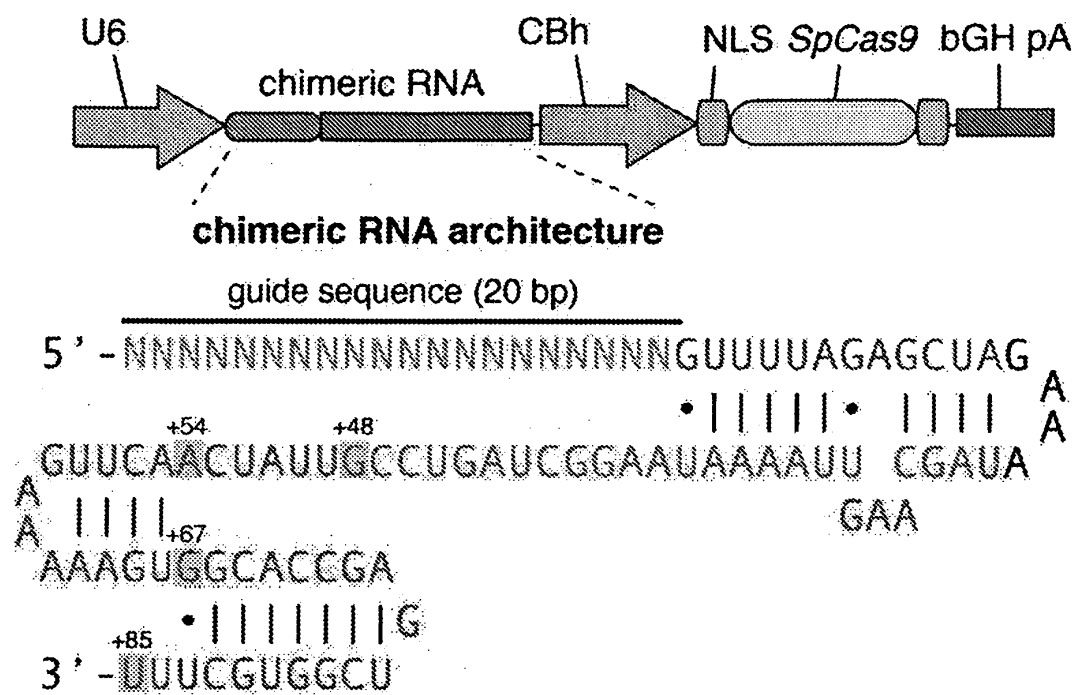 U6
CBh
NLS SpCas9 bGH pA
chimeric RNA
chimeric RNA architecture
guide sequence (20 bp)
5' -NNNNNNNNNNNNNNNNNNNNGUUUUAGAGCUAG
A
A
+54 +48
GUUCAACUAUUGCCUGAUCGGAAUAAAAUU CGAUA
A
A
GAA
+67
AAAGUGGCACCGA
G
+85
3' -UUUCGUGGCU